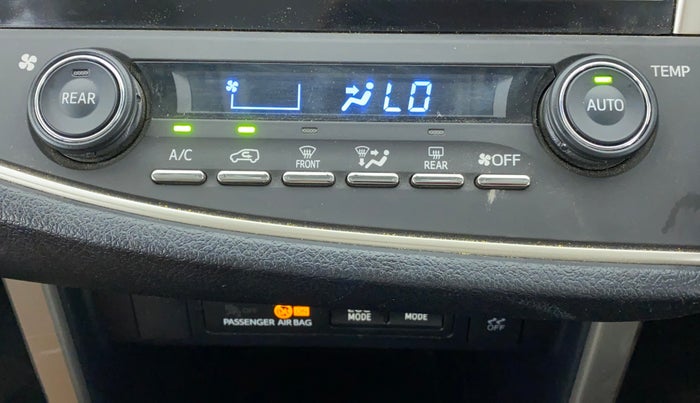 REAR
LO
AUTO
TEMP
A/C
FRONT
REAR
OFF
PASSENGER AIR BAG
MODE
MODE
OFF